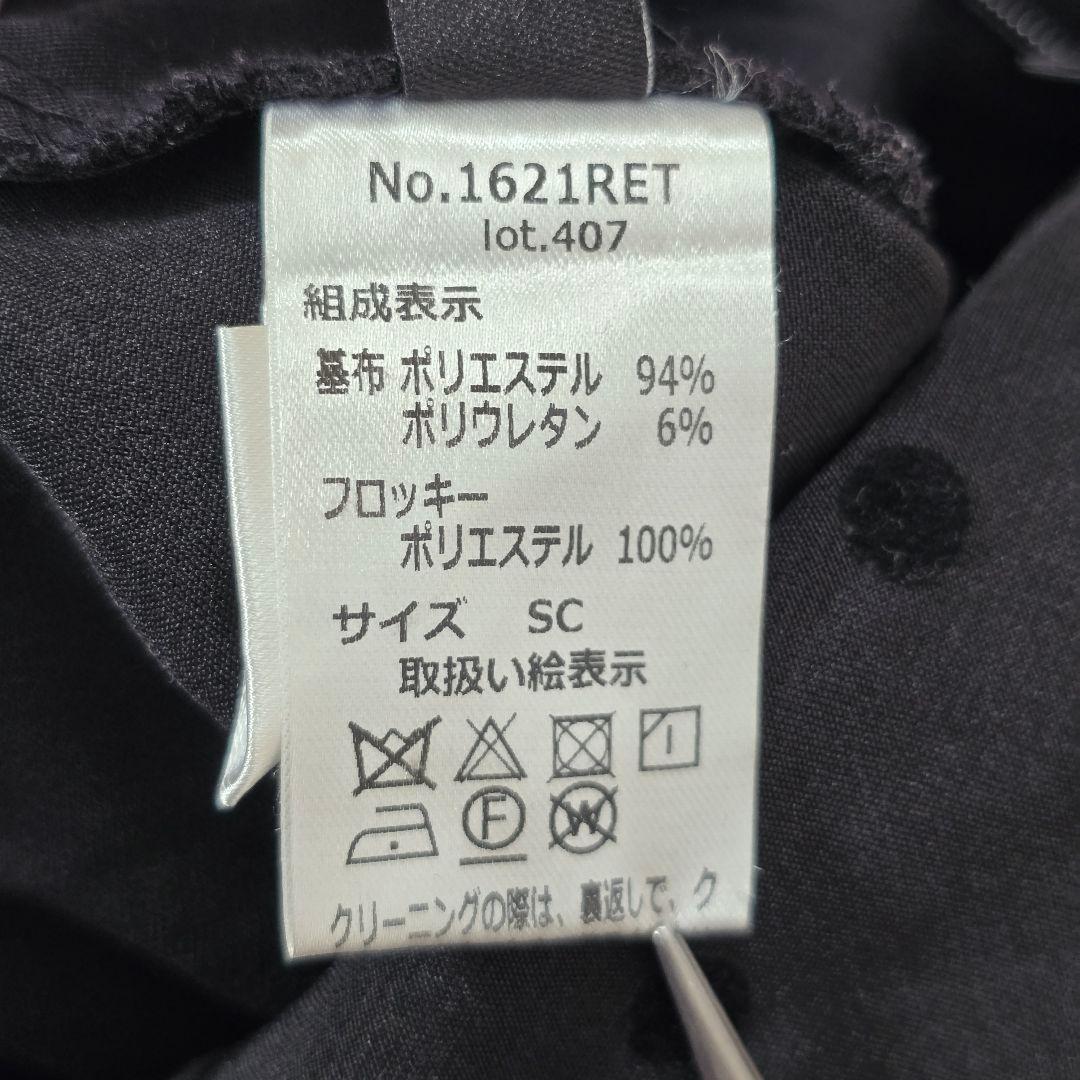 No.1621RET
lot.407
組成表示
基布 ポリエステル 94%
ポリウレタン 6%
フロッキー
ポリエステル 100%
サイズ SC
取扱い絵表示
F W
クリーニングの際は、裏返しで、ク